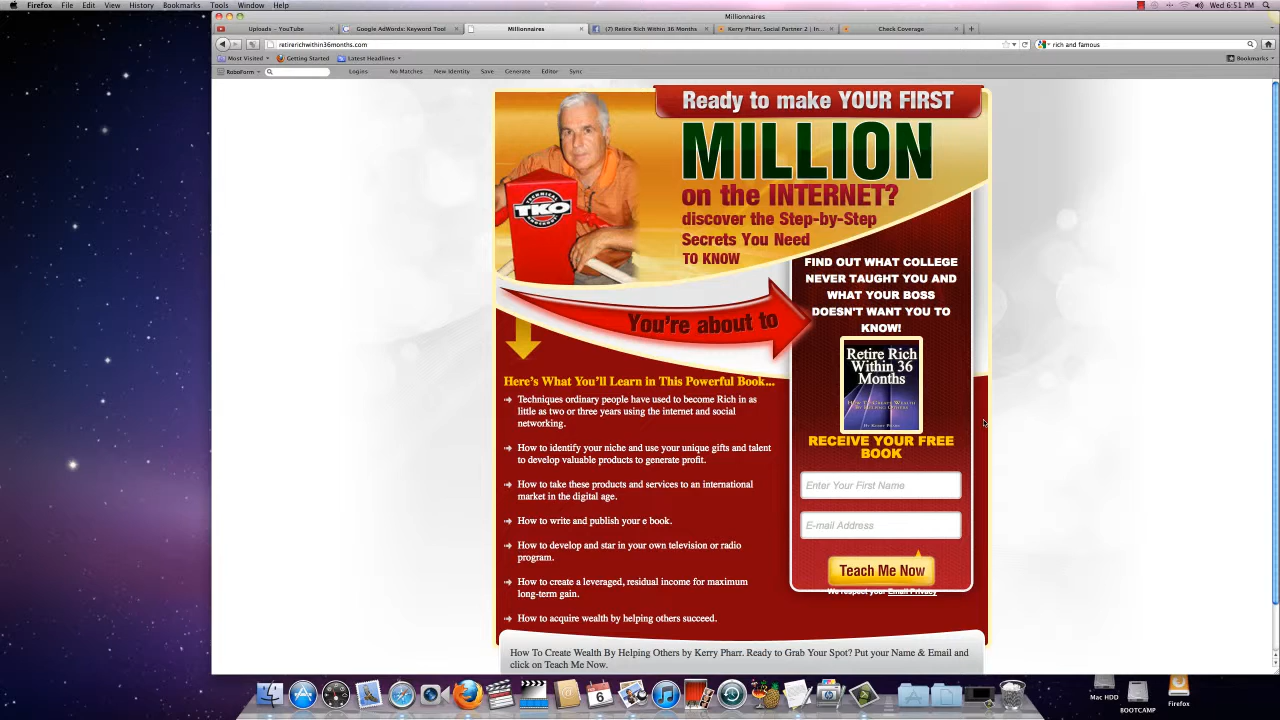 Firefox File Edit View History Bookmarks Tools Window Help
Wed 6:51 PM
Millionnaires
Uploads – YouTube
Google AdWords: Keyword Tool
Millionnaires
(7) Retire Rich Within 36 Months
Kerry Pharr, Social Partner 2 | In...
Check Coverage
retirerichwithin36months.com
rich and famous
Most Visited
Getting Started
Latest Headlines
Bookmarks
RoboForm
Logins
No Matches
New Identity
Save
Generate
Editor
Sync
Ready to make YOUR FIRST
MILLION
on the INTERNET?
discover the Step-by-Step
Secrets You Need
TO KNOW
TECHNICAL
TKO
KNOCKOUT
FIND OUT WHAT COLLEGE
NEVER TAUGHT YOU AND
WHAT YOUR BOSS
DOESN'T WANT YOU TO
KNOW!
You're about to
Retire Rich
Within 36
Months
How To Create Wealth
By Helping Others
By Kerry Pharr
RECEIVE YOUR FREE
BOOK
Enter Your First Name
E-mail Address
Teach Me Now
We respect your Email Privacy
Here's What You'll Learn in This Powerful Book...
Techniques ordinary people have used to become Rich in as
little as two or three years using the internet and social
networking.
How to identify your niche and use your unique gifts and talent
to develop valuable products to generate profit.
How to take these products and services to an international
market in the digital age.
How to write and publish your e book.
How to develop and star in your own television or radio
program.
How to create a leveraged, residual income for maximum
long-term gain.
How to acquire wealth by helping others succeed.
How To Create Wealth By Helping Others by Kerry Pharr. Ready to Grab Your Spot? Put your Name & Email and
click on Teach Me Now.
6
Mac HDD
BOOTCAMP
Firefox